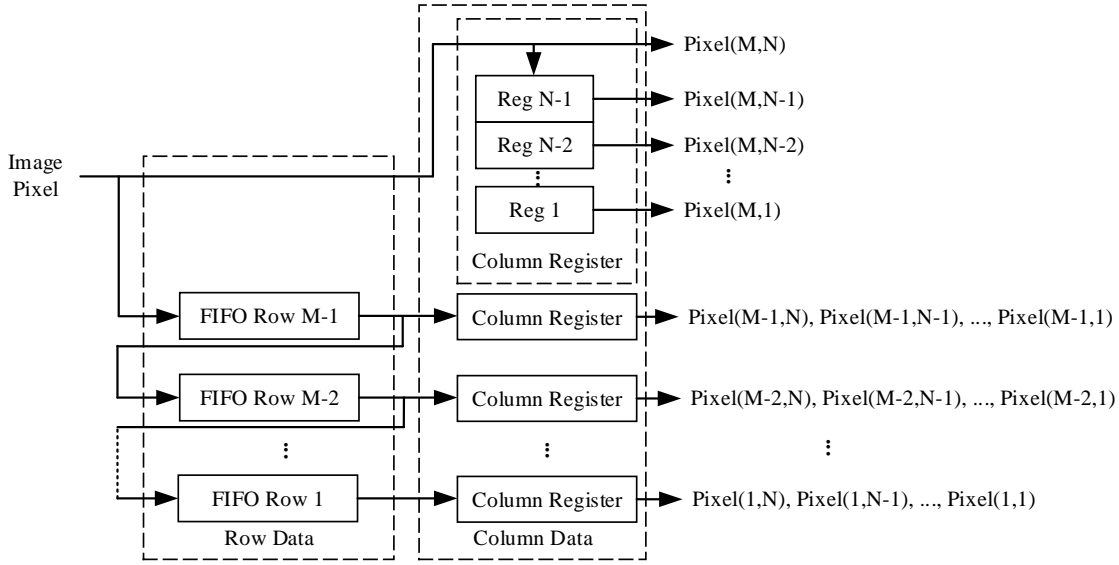 Pixel(M,N)
Reg N-1
Pixel(M,N-1)
Reg N-2
Pixel(M,N-2)
Image
Pixel
...
...
Reg 1
Pixel(M,1)
Column Register
FIFO Row M-1
Column Register
Pixel(M-1,N), Pixel(M-1,N-1), ..., Pixel(M-1,1)
FIFO Row M-2
Column Register
Pixel(M-2,N), Pixel(M-2,N-1), ..., Pixel(M-2,1)
...
...
...
FIFO Row 1
Column Register
Pixel(1,N), Pixel(1,N-1), ..., Pixel(1,1)
Row Data
Column Data